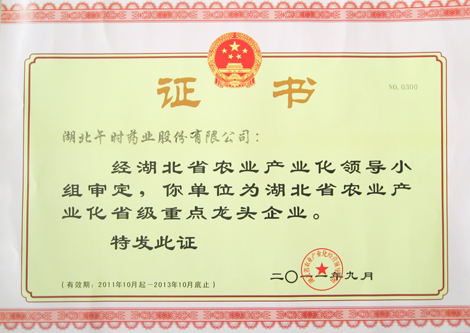 证书
NO. 0300
湖北午时药业股份有限公司:
经湖北省农业产业化领导小
组审定，你单位为湖北省农业产
业化省级重点龙头企业。
特发此证
二〇一一年九月
(有效期：2011年10月起—2013年10月底止)